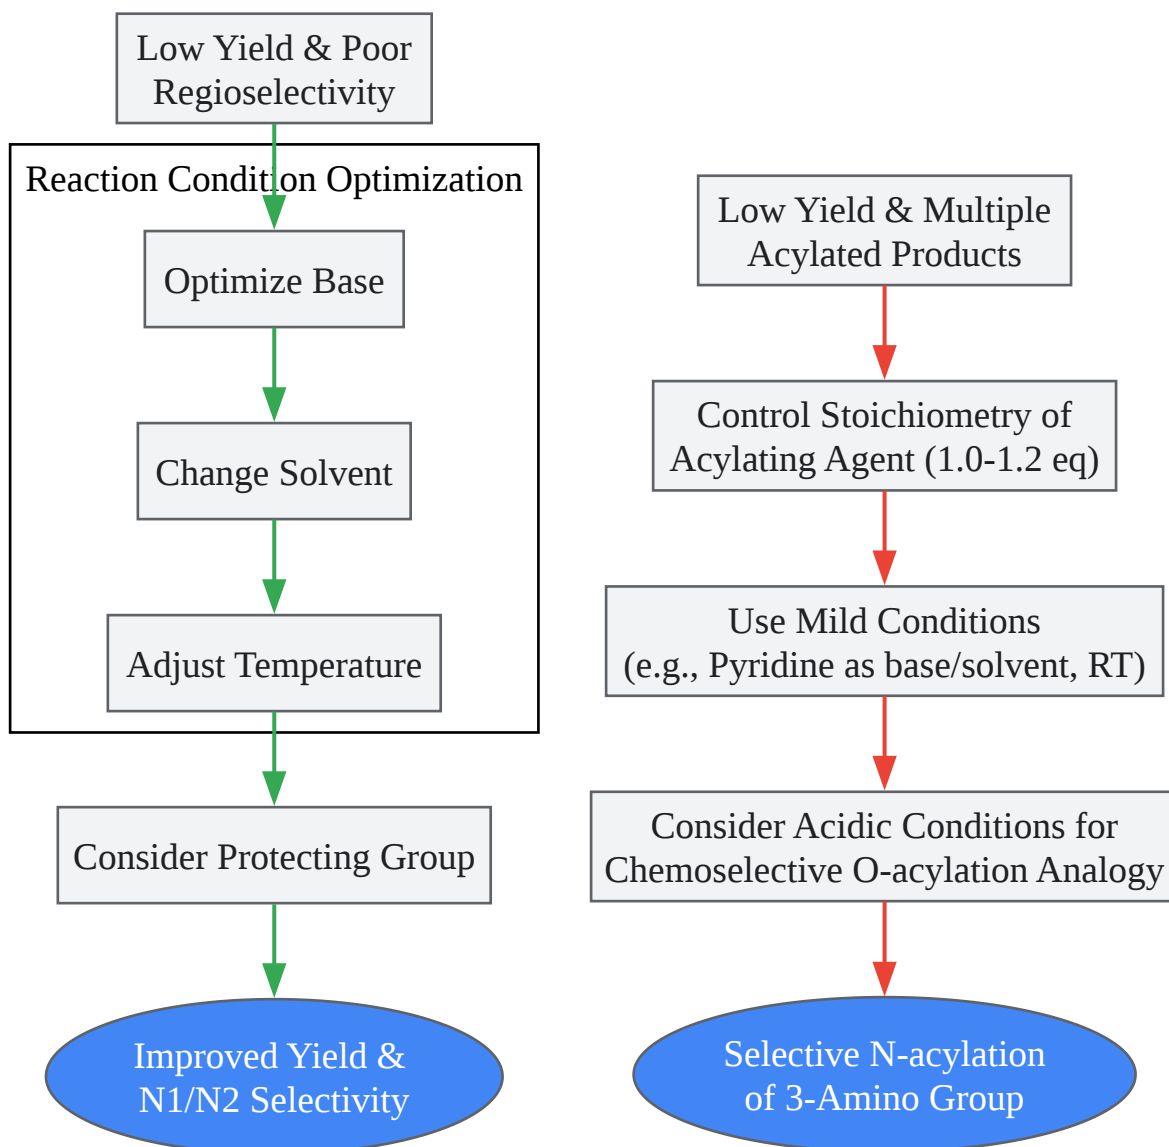 Low Yield & Poor
Regioselectivity
Reaction Condition Optimization
Optimize Base
Change Solvent
Adjust Temperature
Consider Protecting Group
Improved Yield &
N1/N2 Selectivity
Low Yield & Multiple
Acylated Products
Control Stoichiometry of
Acylating Agent (1.0-1.2 eq)
Use Mild Conditions
(e.g., Pyridine as base/solvent, RT)
Consider Acidic Conditions for
Chemoselective O-acylation Analogy
Selective N-acylation
of 3-Amino Group